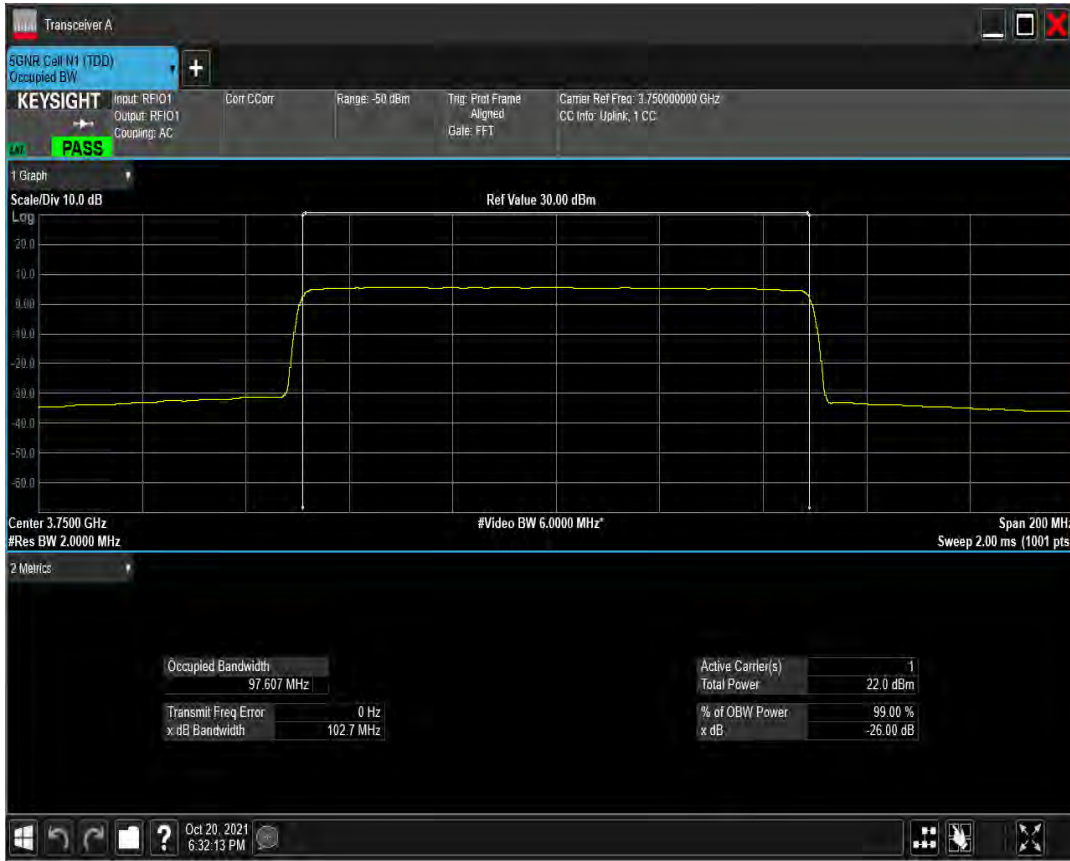 Transceiver A
5GNR Cell N1 (TDD)
Occupied BW
KEYSIGHT
Input: RFIO1
Output: RFIO1
Coupling: AC
Corr CCorr
Range: -50 dBm
Trig: Prot Frame
Aligned
Gate: FFT
Carrier Ref Freq: 3.750000000 GHz
CC Info: Uplink, 1 CC
PASS
1 Graph
Scale/Div 10.0 dB
Ref Value 30.00 dBm
Log
20.0
10.0
0.00
-10.0
-20.0
-30.0
-40.0
-50.0
-60.0
Center 3.7500 GHz
#Video BW 6.0000 MHz*
Span 200 MHz
#Res BW 2.0000 MHz
Sweep 2.00 ms (1001 pts
2 Metrics
Occupied Bandwidth
97.607 MHz
Transmit Freq Error 0 Hz
x dB Bandwidth 102.7 MHz
Active Carrier(s) 1
Total Power 22.0 dBm
% of OBW Power 99.00 %
x dB -26.00 dB
Oct 20, 2021
6:32:13 PM